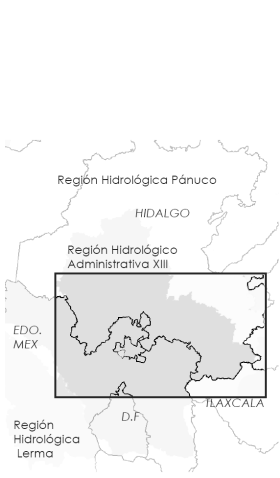 Región Hidrológica Pánuco
HIDALGO
Región Hidrológico
Administrativa XIII
EDO.
MEX
TLAXCALA
D.F
Región
Hidrológica
Lerma